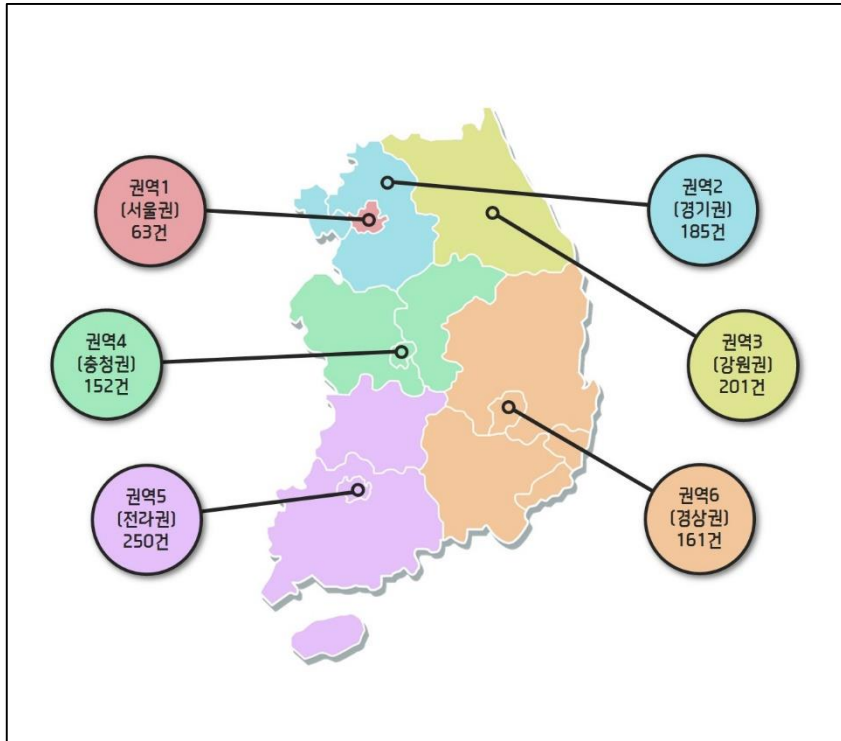 권역1
(서울권)
63건
권역2
(경기권)
185건
권역4
(충청권)
152건
권역3
(강원권)
201건
권역5
(전라권)
250건
권역6
(경상권)
161건